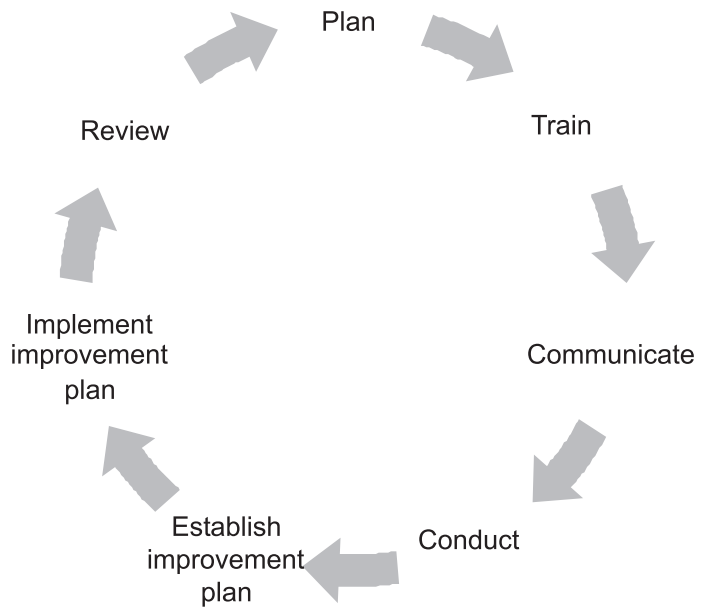 Plan
Train
Communicate
Conduct
Establish
improvement
plan
Implement
improvement
plan
Review